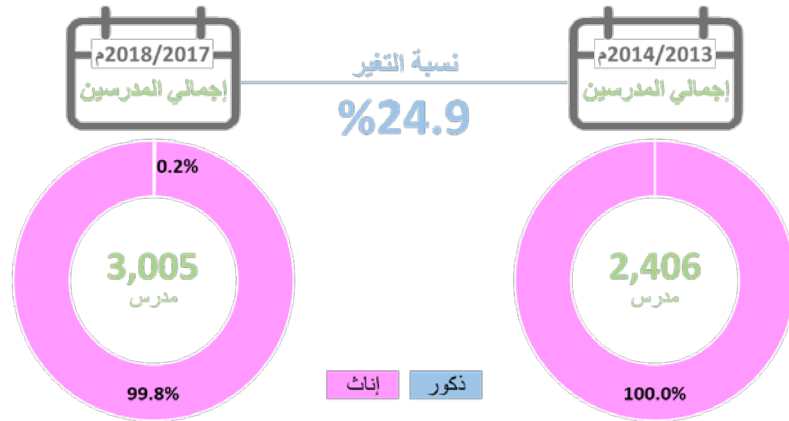 2014/2013م
إجمالي المدرسين
نسبة التغير
%24.9
2018/2017م
إجمالي المدرسين
2,406
مدرس
100.0%
0.2%
3,005
مدرس
99.8%
ذكور
إناث